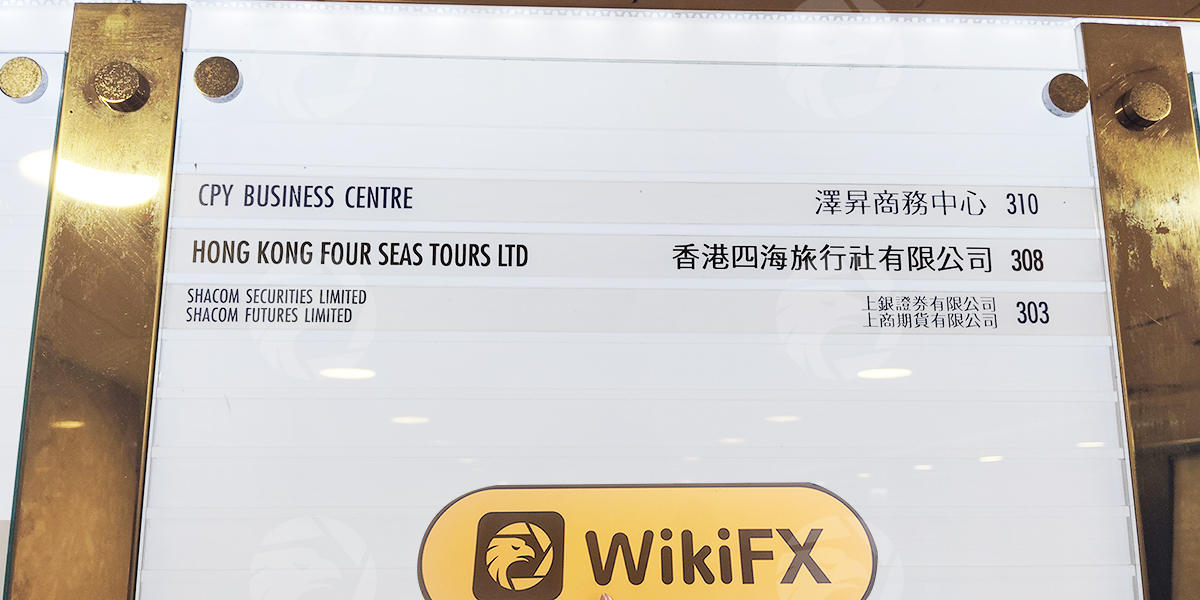 CPY BUSINESS CENTRE 澤昇商務中心 310
HONG KONG FOUR SEAS TOURS LTD 香港四海旅行社有限公司 308
SHACOM SECURITIES LIMITED 上銀證券有限公司 303
SHACOM FUTURES LIMITED 上商期貨有限公司
WikiFX